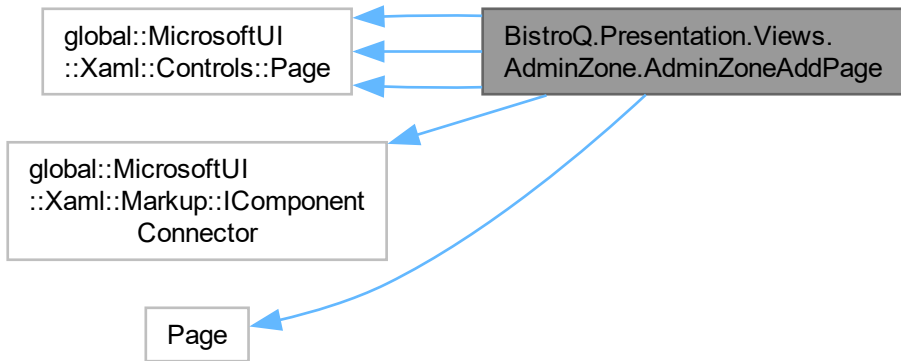 global::MicrosoftUI
::Xaml::Controls::Page
BistroQ.Presentation.Views.
AdminZone.AdminZoneAddPage
global::MicrosoftUI
::Xaml::Markup::IComponent
Connector
Page